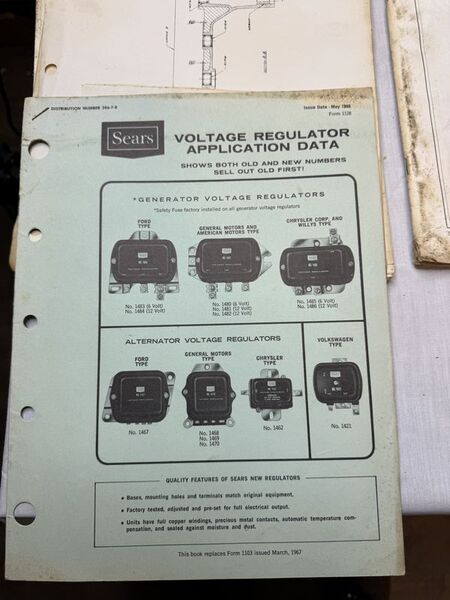 DISTRIBUTION NUMBER 28s-7-8
Issue Date - May 1968
Form 1128
Sears
VOLTAGE REGULATOR
APPLICATION DATA
SHOWS BOTH OLD AND NEW NUMBERS
SELL OUT OLD FIRST!
*GENERATOR VOLTAGE REGULATORS
*Safety Fuse factory installed on all generator voltage regulators
FORD
TYPE
No. 1483 (6 Volt)
No. 1484 (12 Volt)
GENERAL MOTORS AND
AMERICAN MOTORS TYPE
No. 1480 (6 Volt)
No. 1481 (12 Volt)
No. 1482 (12 Volt)
CHRYSLER CORP. AND
WILLYS TYPE
No. 1485 (6 Volt)
No. 1486 (12 Volt)
ALTERNATOR VOLTAGE REGULATORS
FORD
TYPE
No. 1467
GENERAL MOTORS
TYPE
No. 1468
No. 1469
No. 1470
CHRYSLER
TYPE
No. 1462
VOLKSWAGEN
TYPE
No. 1421
QUALITY FEATURES OF SEARS NEW REGULATORS
• Bases, mounting holes and terminals match original equipment.
• Factory tested, adjusted and pre-set for full electrical output.
• Units have full copper windings, precious metal contacts, automatic temperature com-
pensation, and sealed against moisture and dust.
This book replaces Form 1103 issued March, 1967